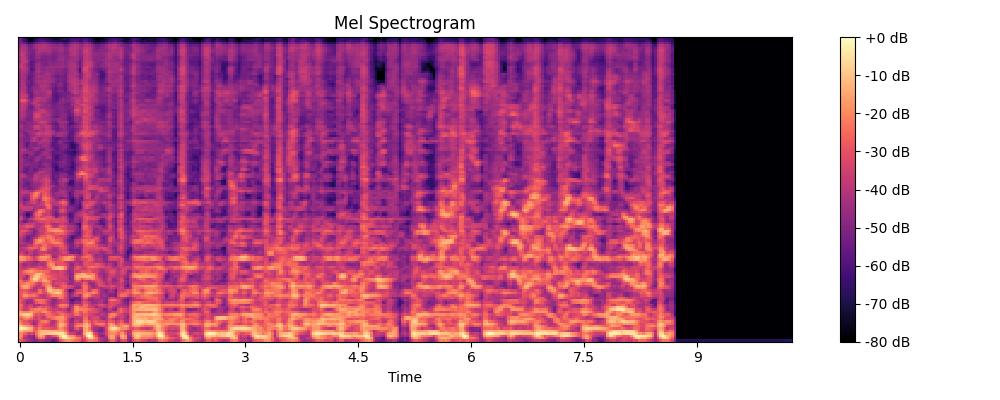 Mel Spectrogram
+0 dB
-10 dB
-20 dB
-30 dB
-40 dB
-50 dB
-60 dB
-70 dB
-80 dB
0 1.5 3 4.5 6 7.5 9
Time